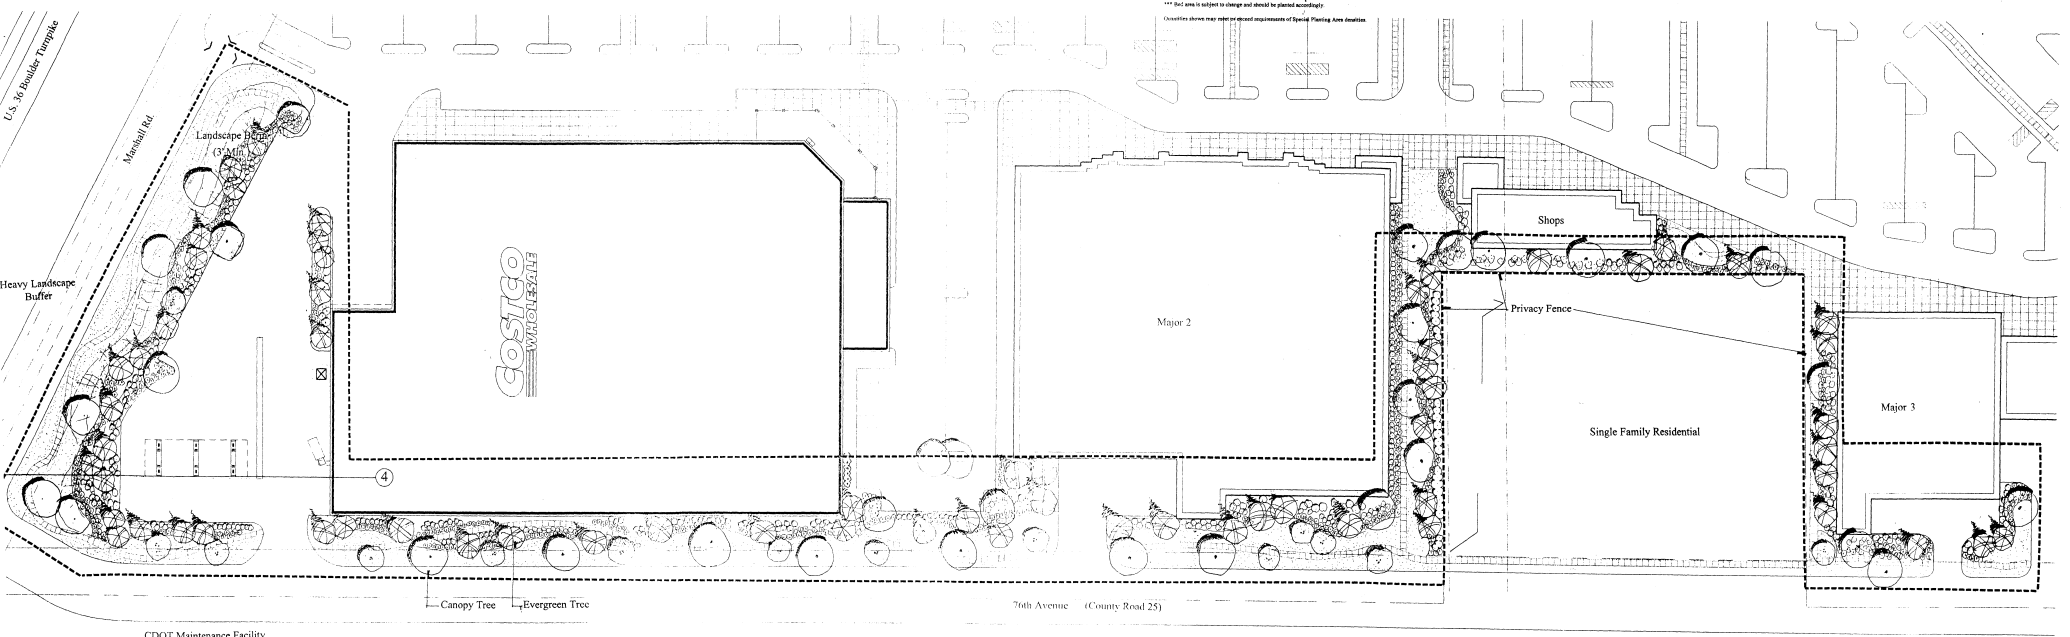 *** Bed area is subject to change and should be planted accordingly.
Quantities shown may meet or exceed requirements of Special Planting Area densities.
U.S. 36 Boulder Turnpike
Marshall Rd.
Landscape Berm
(3' Min.)
Heavy Landscape
Buffer
COSTCO
WHOLESALE
Major 2
Shops
Privacy Fence
Single Family Residential
Major 3
4
Canopy Tree
Evergreen Tree
76th Avenue (County Road 25)
CDOT Maintenance Facility